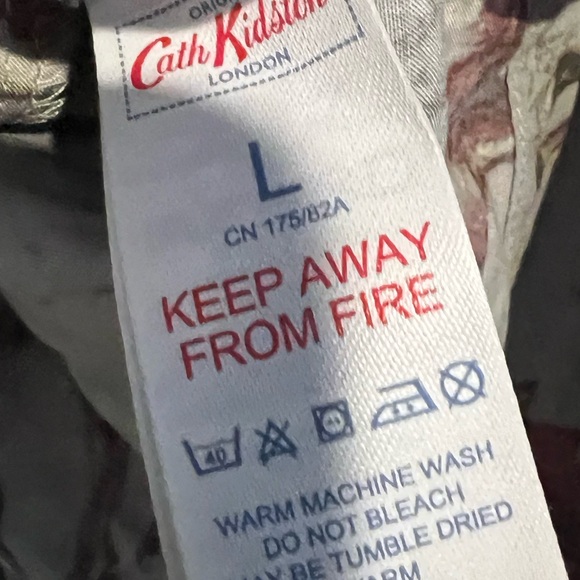 Cath Kidston
LONDON
L
CN 175/82A
KEEP AWAY
FROM FIRE
40
WARM MACHINE WASH
DO NOT BLEACH
BE TUMBLE DRIED